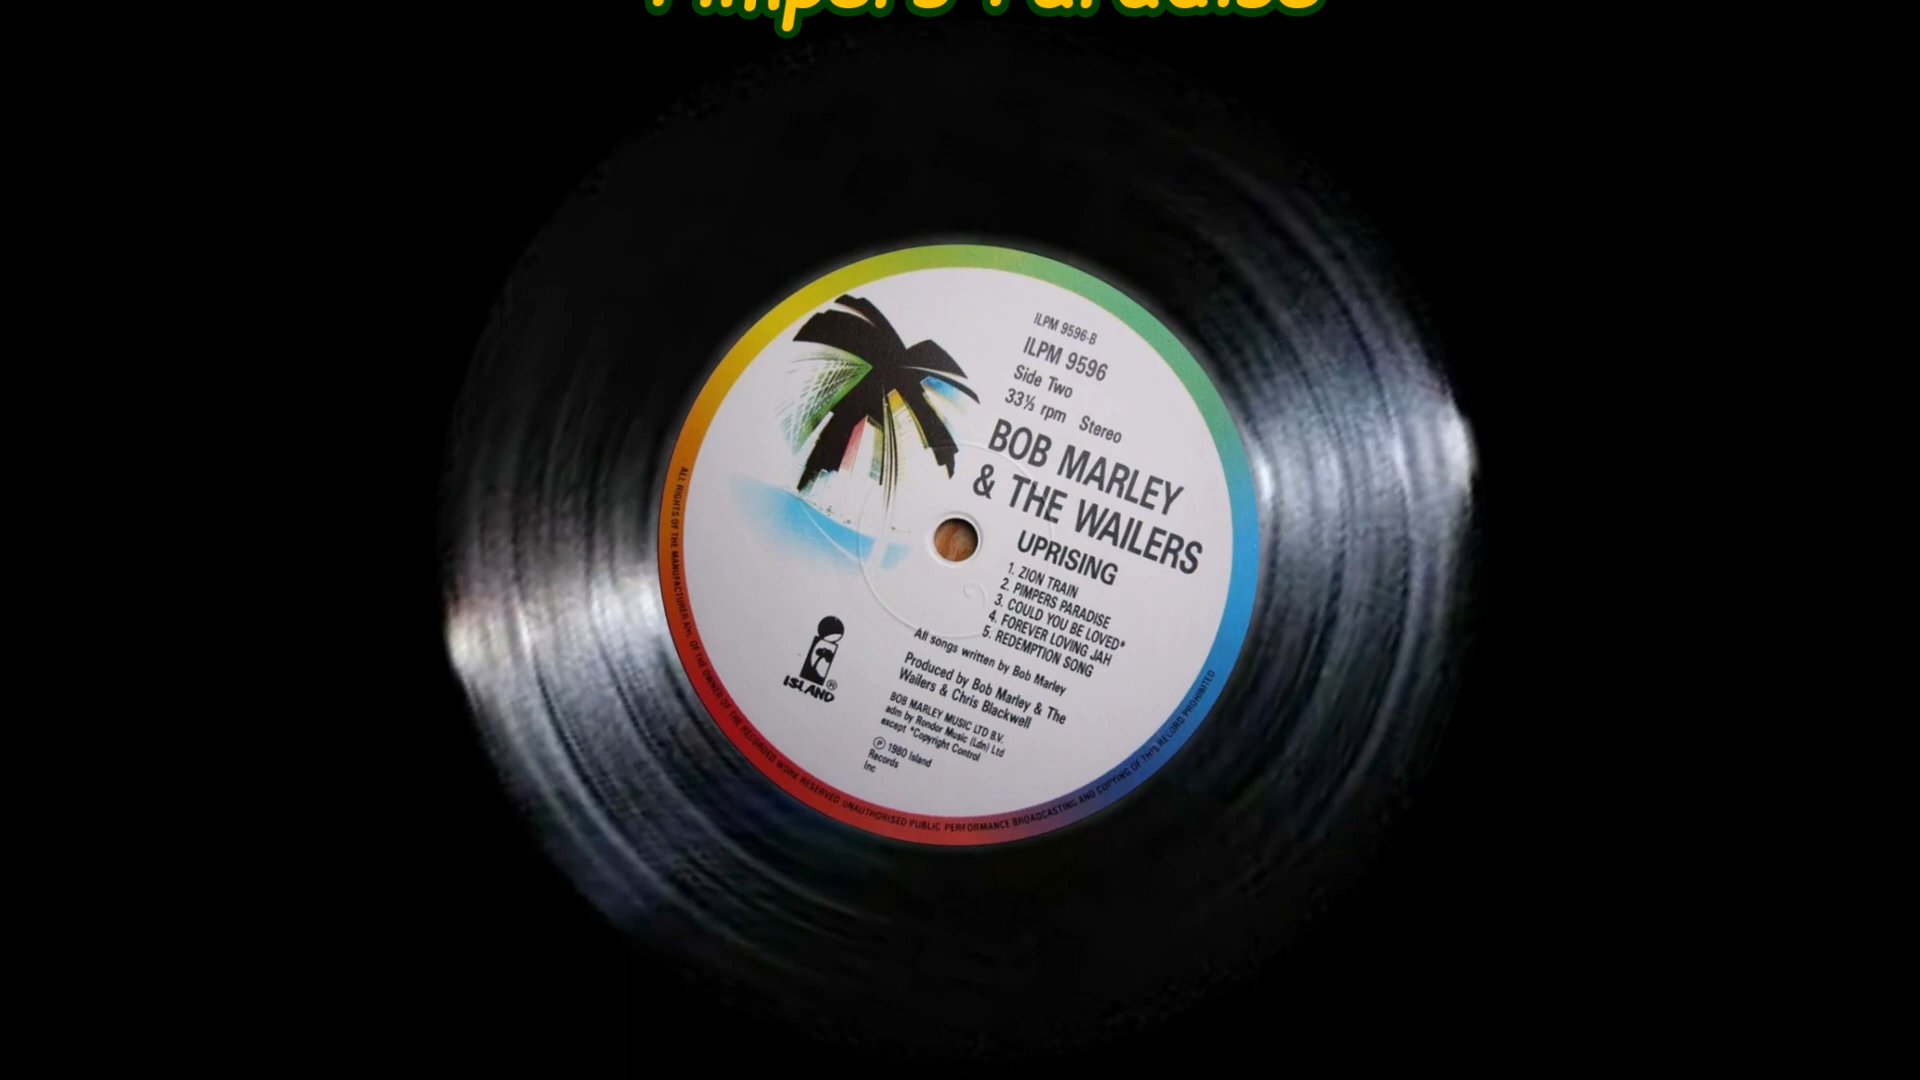 Pimpers Paradise
ILPM 9596-B
ILPM 9596
Side Two
33⅓ rpm Stereo
BOB MARLEY
& THE WAILERS
UPRISING
1. ZION TRAIN
2. PIMPERS PARADISE
3. COULD YOU BE LOVED*
4. FOREVER LOVING JAH
5. REDEMPTION SONG
All songs written by Bob Marley
Produced by Bob Marley & The
Wailers & Chris Blackwell
BOB MARLEY MUSIC LTD B.V.
adm by Rondor Music (Ldn) Ltd
except *Copyright Control
Ⓟ 1980 Island
Records
Inc
ISLAND®
ALL RIGHTS OF THE MANUFACTURER AND OF THE OWNER OF THE RECORDED WORK RESERVED UNAUTHORISED PUBLIC PERFORMANCE BROADCASTING AND COPYING OF THIS RECORD PROHIBITED